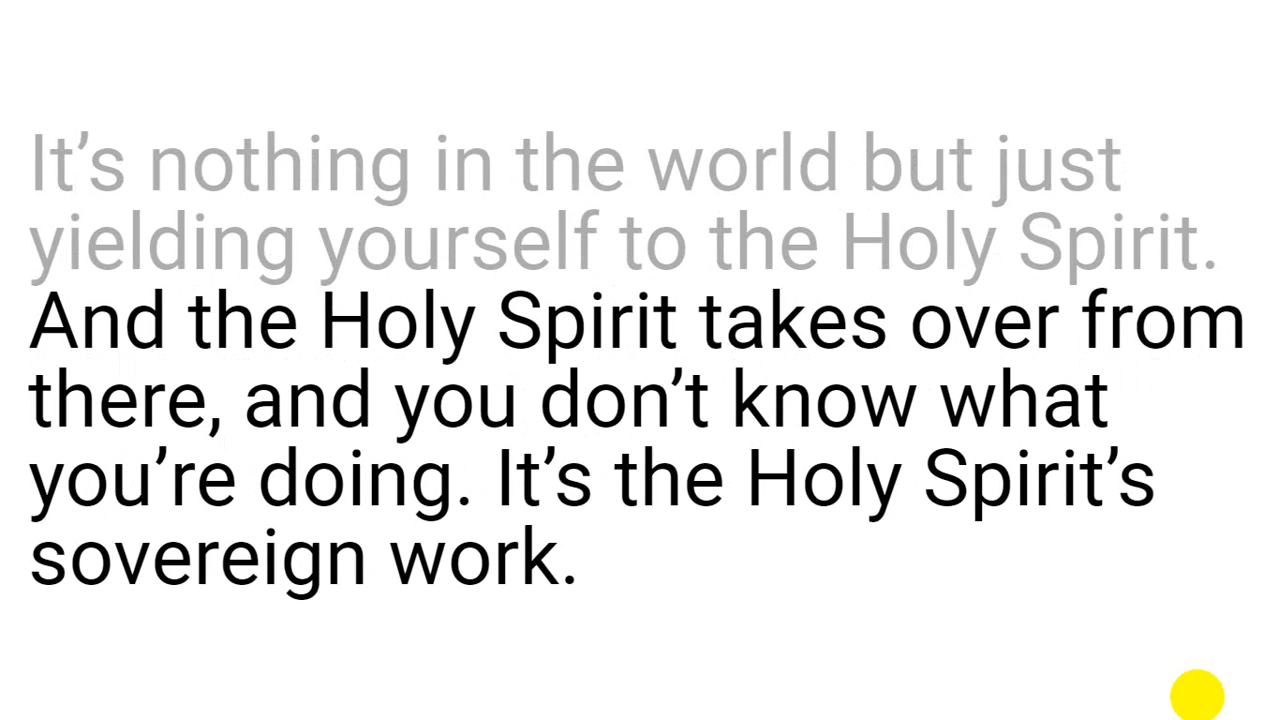 It’s nothing in the world but just
yielding yourself to the Holy Spirit.
And the Holy Spirit takes over from
there, and you don’t know what
you’re doing. It’s the Holy Spirit’s
sovereign work.